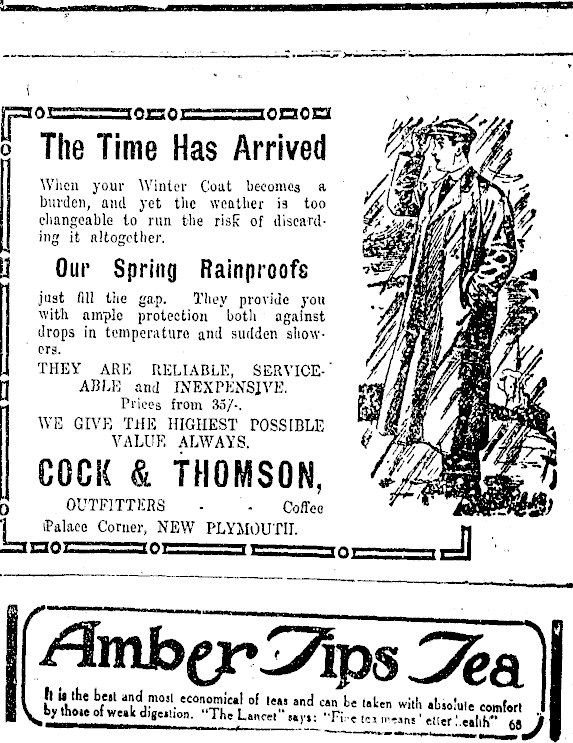 The Time Has Arrived
When your Winter Coat becomes a
burden, and yet the weather is too
changeable to run the risk of discard-
ing it altogether.
Our Spring Rainproofs
just fill the gap. They provide you
with ample protection both against
drops in temperature and sudden show-
ers.
THEY ARE RELIABLE, SERVICE-
ABLE and INEXPENSIVE.
Prices from 35/-.
WE GIVE THE HIGHEST POSSIBLE
VALUE ALWAYS.
COCK & THOMSON,
OUTFITTERS - - Coffee
Palace Corner, NEW PLYMOUTH.
Amber Tips Tea
It is the best and most economical of teas and can be taken with absolute comfort
by those of weak digestion. "The Lancet" says: "Fine tea means etter ealth" 68